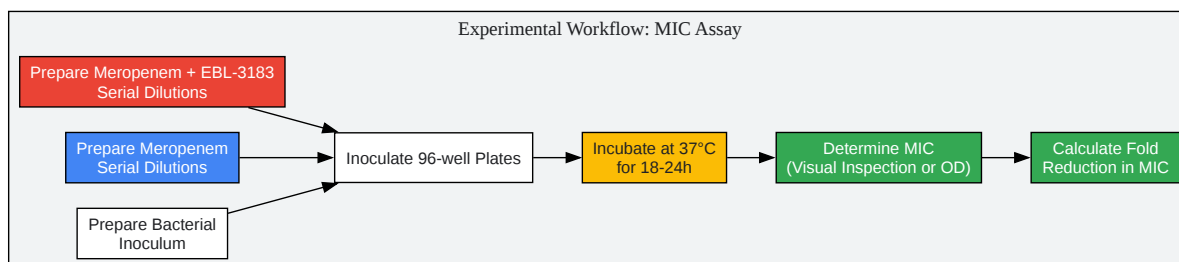 Experimental Workflow: MIC Assay
Prepare Meropenem + EBL-3183
Serial Dilutions
Prepare Meropenem
Serial Dilutions
Prepare Bacterial
Inoculum
Inoculate 96-well Plates
Incubate at 37°C
for 18-24h
Determine MIC
(Visual Inspection or OD)
Calculate Fold
Reduction in MIC